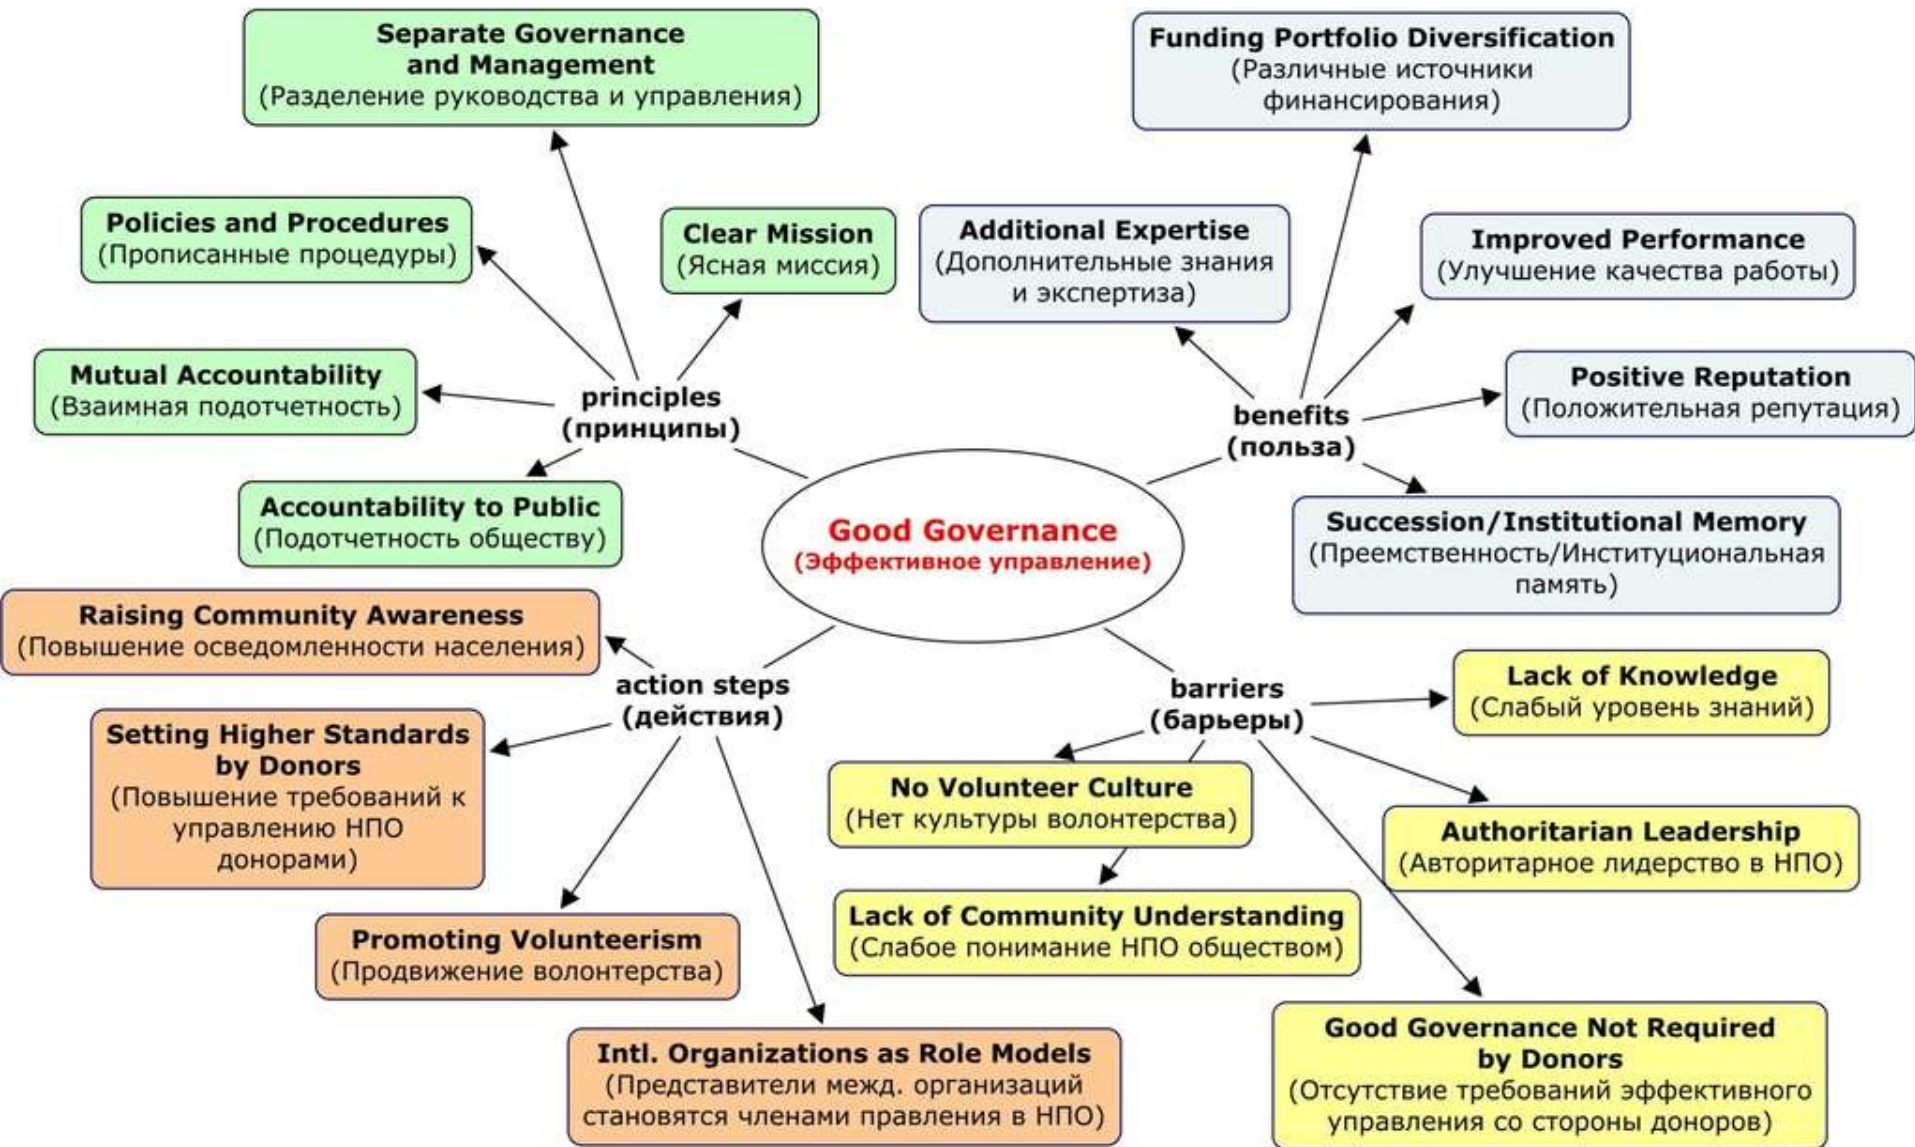 Separate Governance
and Management
(Разделение руководства и управления)
Funding Portfolio Diversification
(Различные источники
финансирования)
Policies and Procedures
(Прописанные процедуры)
Clear Mission
(Ясная миссия)
Additional Expertise
(Дополнительные знания
и экспертиза)
Improved Performance
(Улучшение качества работы)
Mutual Accountability
(Взаимная подотчетность)
principles
(принципы)
benefits
(польза)
Positive Reputation
(Положительная репутация)
Accountability to Public
(Подотчетность обществу)
Good Governance
(Эффективное управление)
Succession/Institutional Memory
(Преемственность/Институциональная
память)
Raising Community Awareness
(Повышение осведомленности населения)
action steps
(действия)
barriers
(барьеры)
Lack of Knowledge
(Слабый уровень знаний)
Setting Higher Standards
by Donors
(Повышение требований к
управлению НПО
донорами)
No Volunteer Culture
(Нет культуры волонтерства)
Authoritarian Leadership
(Авторитарное лидерство в НПО)
Promoting Volunteerism
(Продвижение волонтерства)
Lack of Community Understanding
(Слабое понимание НПО обществом)
Intl. Organizations as Role Models
(Представители межд. организаций
становятся членами правления в НПО)
Good Governance Not Required
by Donors
(Отсутствие требований эффективного
управления со стороны доноров)